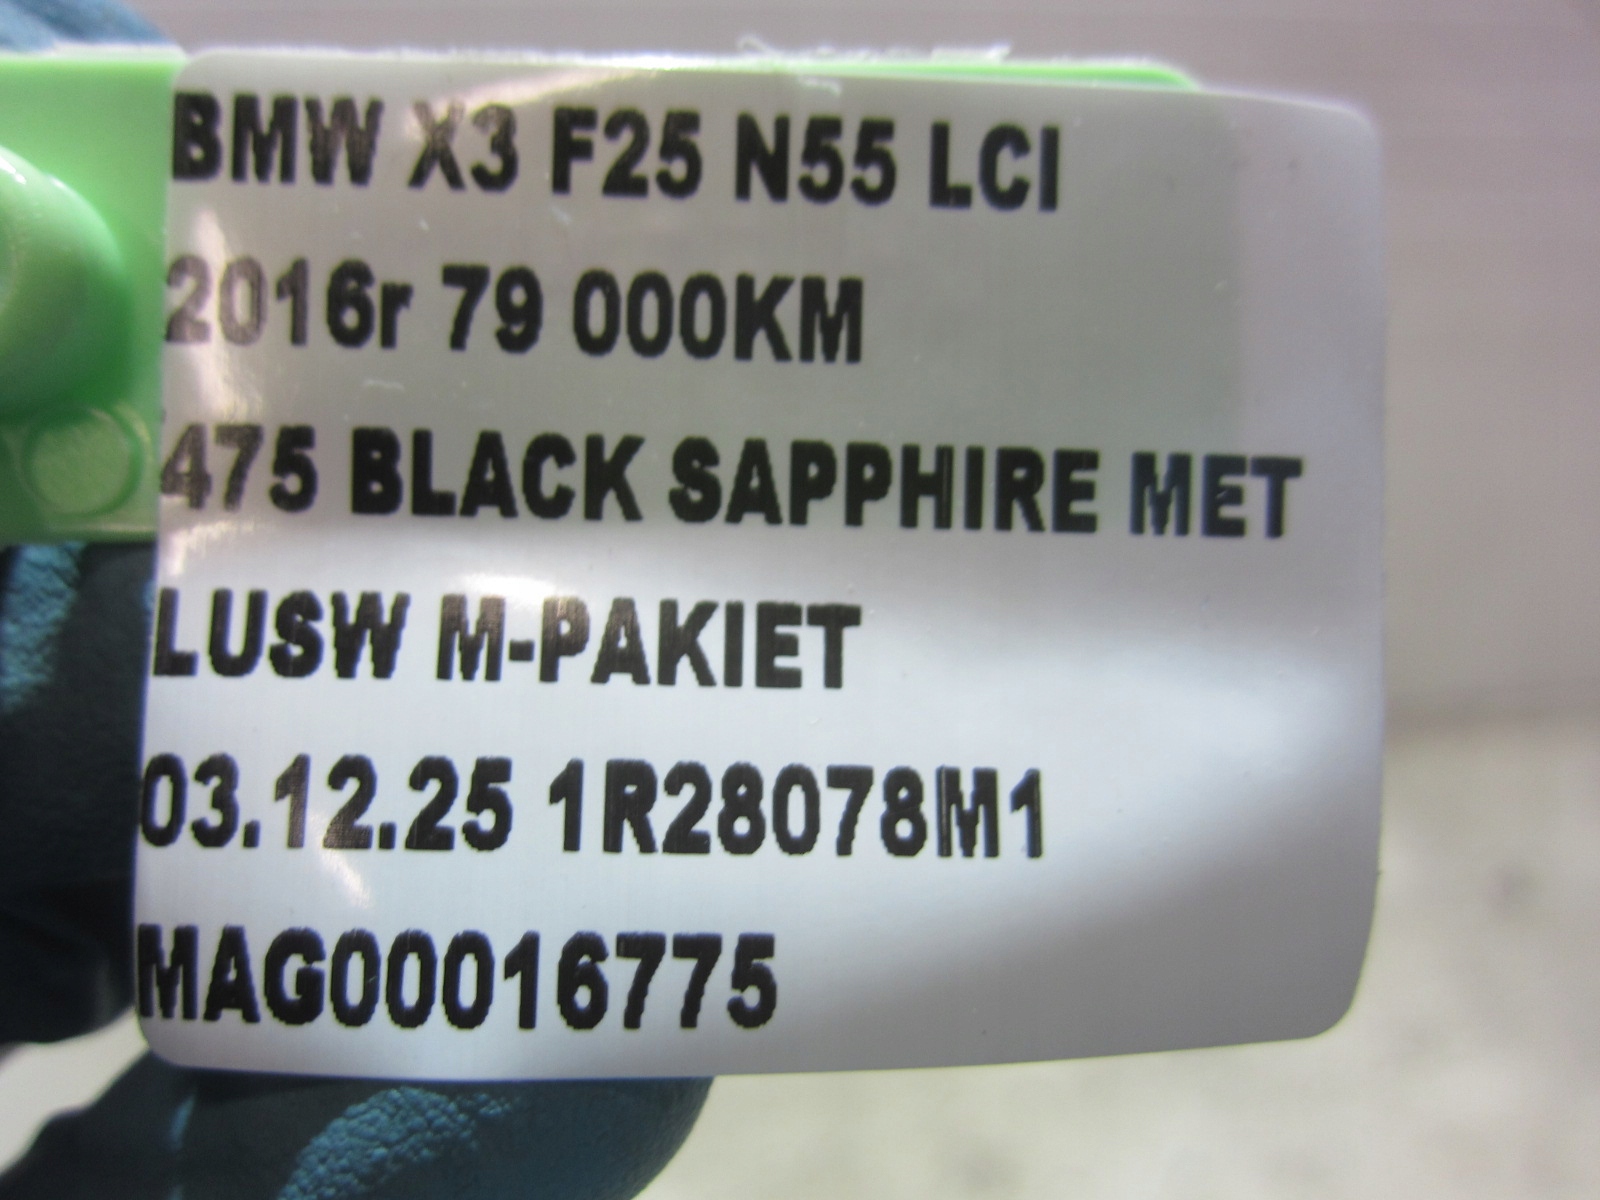 BMW X3 F25 N55 LCI
2016r 79 000KM
475 BLACK SAPPHIRE MET
LUSW M-PAKIET
03.12.25 1R28078M1
MAG00016775